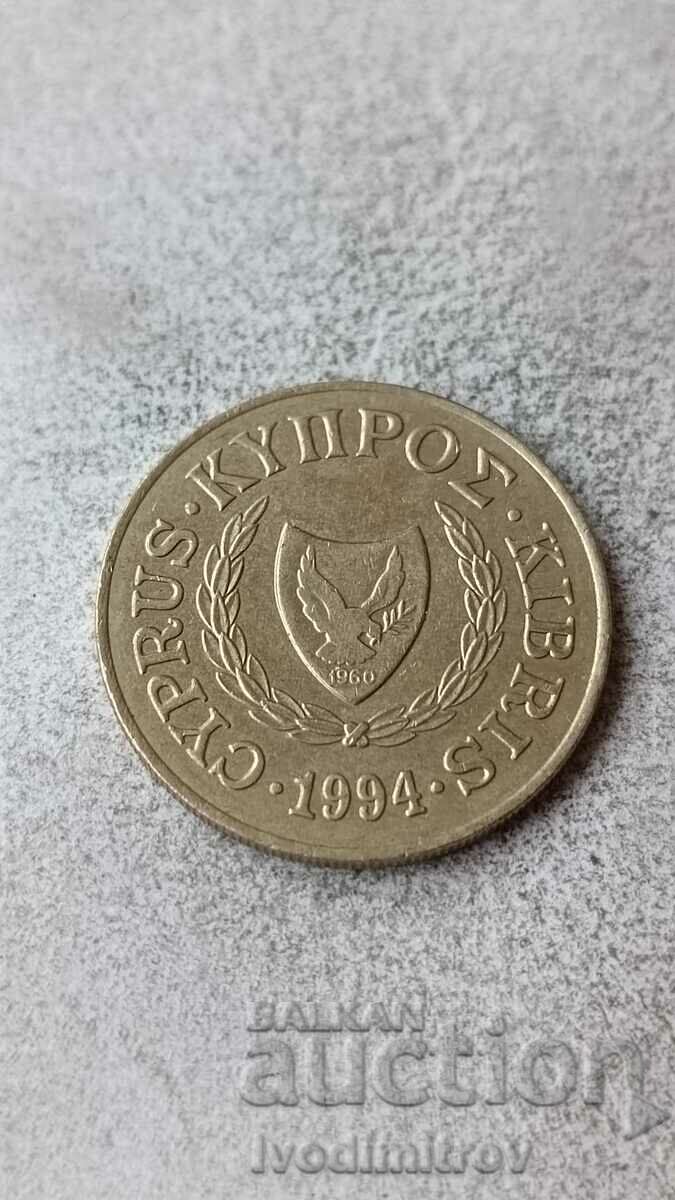 CYPRUS · ΚΥΠΡΟΣ · KIBRIS
1960
· 1994 ·
BALKAN
auction
Ivodimitrov